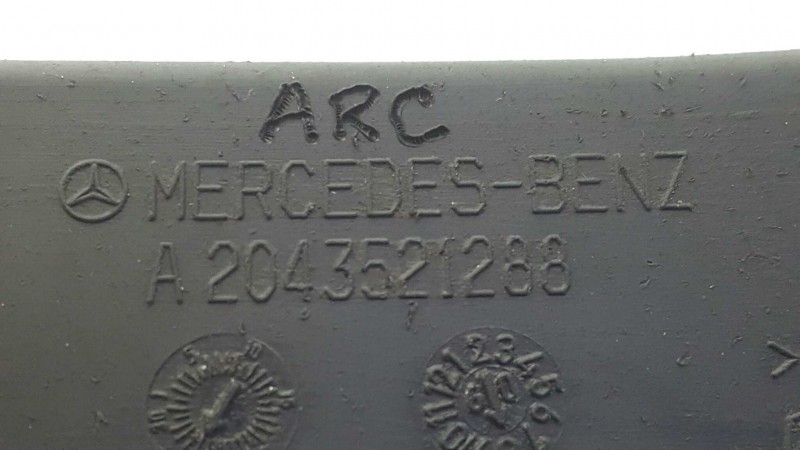 ARC
MERCEDES-BENZ
A 2043521288